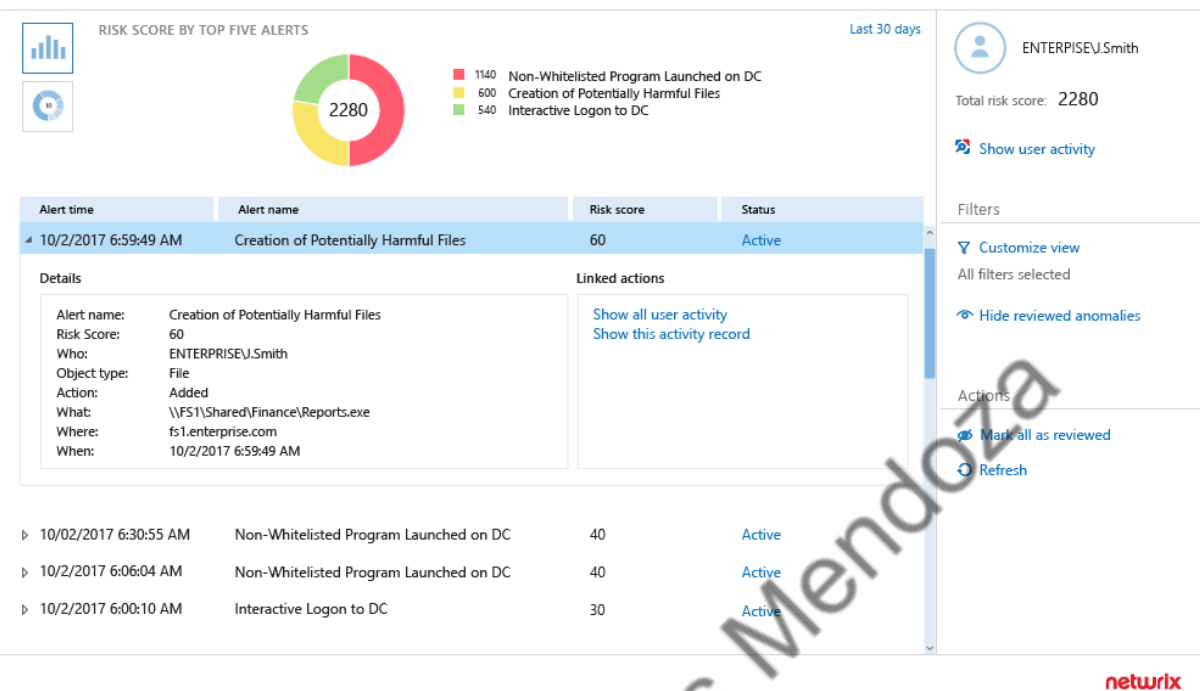 RISK SCORE BY TOP FIVE ALERTS
Last 30 days
10
2280
1140 Non-Whitelisted Program Launched on DC
600 Creation of Potentially Harmful Files
540 Interactive Logon to DC
Alert time Alert name Risk score Status
10/2/2017 6:59:49 AM Creation of Potentially Harmful Files 60 Active
Details
Alert name: Creation of Potentially Harmful Files
Risk Score: 60
Who: ENTERPRISE\J.Smith
Object type: File
Action: Added
What: \\FS1\Shared\Finance\Reports.exe
Where: fs1.enterprise.com
When: 10/2/2017 6:59:49 AM
Linked actions
Show all user activity
Show this activity record
10/02/2017 6:30:55 AM Non-Whitelisted Program Launched on DC 40 Active
10/2/2017 6:06:04 AM Non-Whitelisted Program Launched on DC 40 Active
10/2/2017 6:00:10 AM Interactive Logon to DC 30 Active
ENTERPISE\J.Smith
Total risk score: 2280
Show user activity
Filters
Customize view
All filters selected
Hide reviewed anomalies
Actions
Mark all as reviewed
Refresh
Mendoza
netwrix